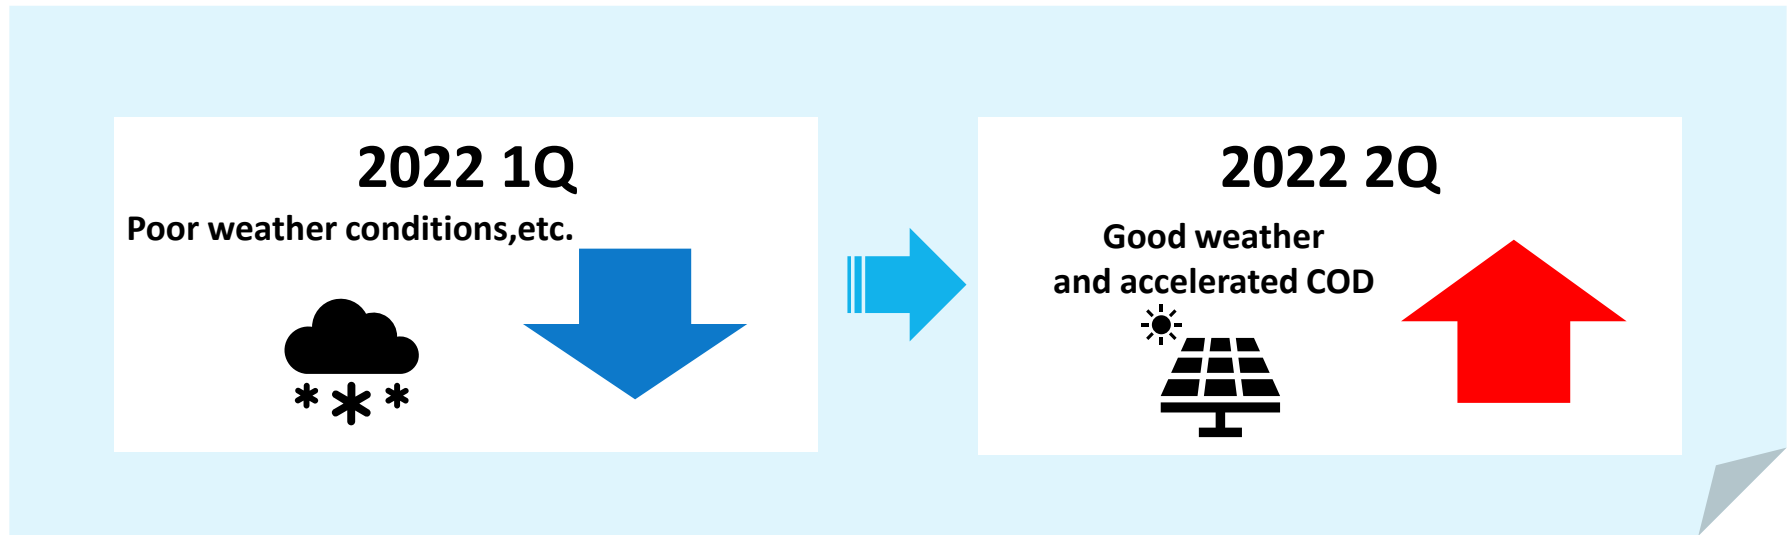 2022 1Q
Poor weather conditions,etc.
2022 2Q
Good weather
and accelerated COD